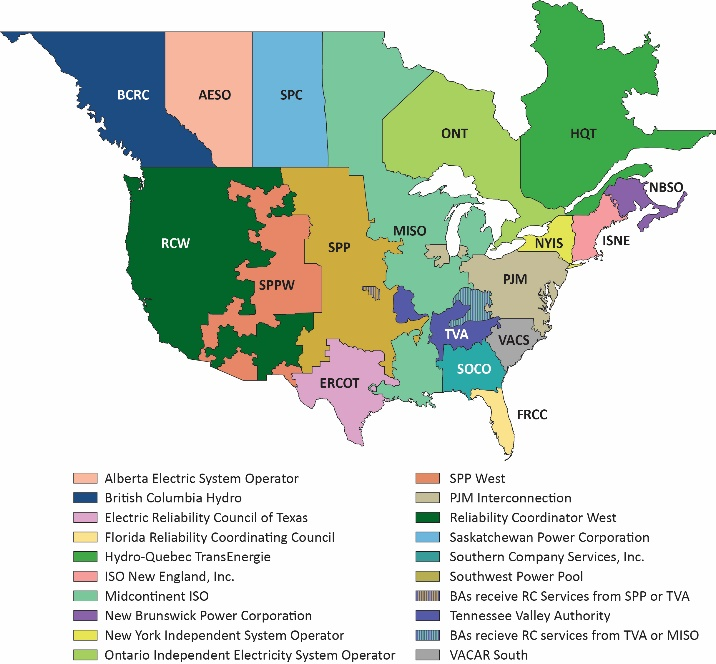 BCRC
AESO
SPC
ONT
HQT
NBSO
RCW
MISO
NYIS
ISNE
SPP
SPPW
PJM
TVA
VACS
SOCO
ERCOT
FRCC
Alberta Electric System Operator
British Columbia Hydro
Electric Reliability Council of Texas
Florida Reliability Coordinating Council
Hydro-Quebec TransEnergie
ISO New England, Inc.
Midcontinent ISO
New Brunswick Power Corporation
New York Independent System Operator
Ontario Independent Electricity System Operator
SPP West
PJM Interconnection
Reliability Coordinator West
Saskatchewan Power Corporation
Southern Company Services, Inc.
Southwest Power Pool
BAs receive RC Services from SPP or TVA
Tennessee Valley Authority
BAs recieve RC services from TVA or MISO
VACAR South